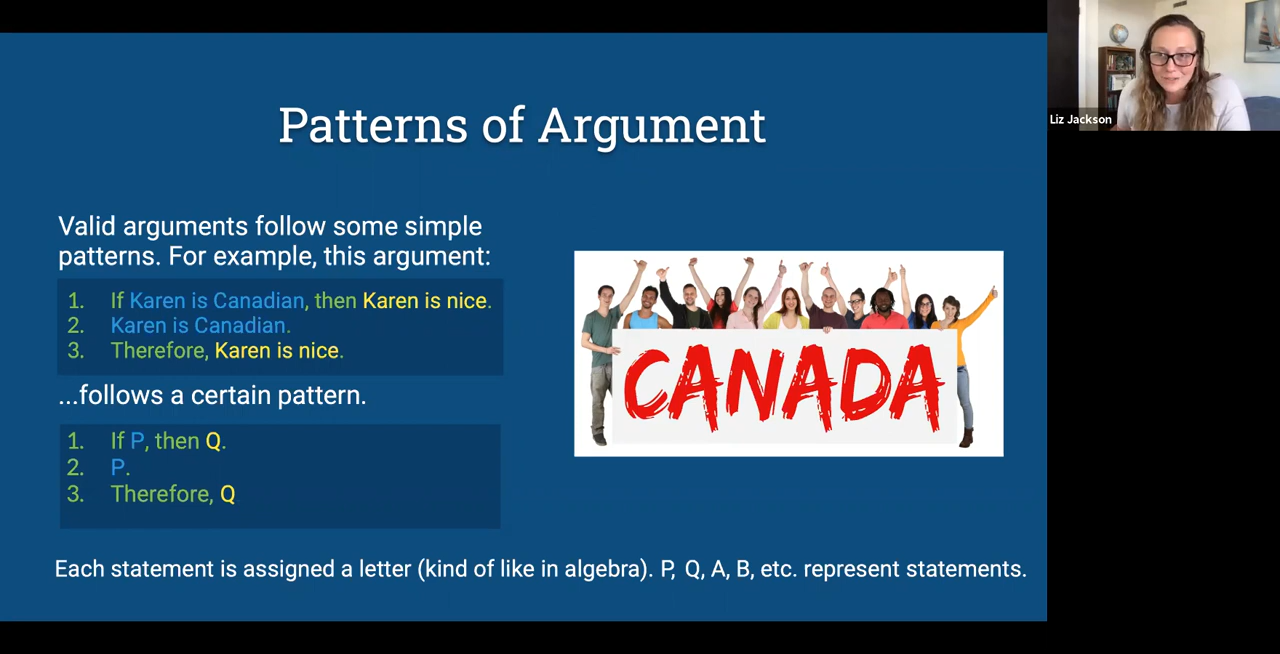 Patterns of Argument
Liz Jackson
Valid arguments follow some simple
patterns. For example, this argument:
1. If Karen is Canadian, then Karen is nice.
2. Karen is Canadian.
3. Therefore, Karen is nice.
...follows a certain pattern.
1. If P, then Q.
2. P.
3. Therefore, Q
CANADA
Each statement is assigned a letter (kind of like in algebra). P, Q, A, B, etc. represent statements.